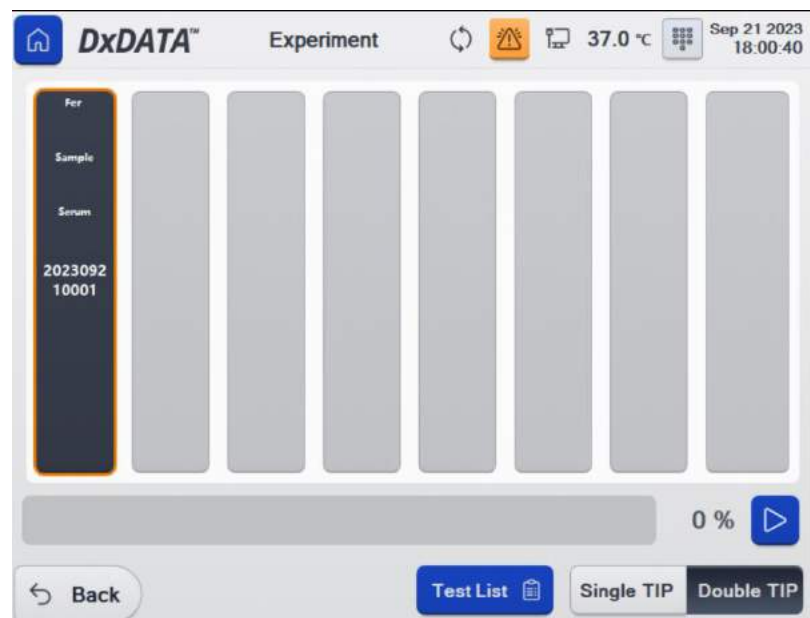 DxDATA™
Experiment
37.0 ℃
Sep 21 2023
18:00:40
Fer
Sample
Serum
2023092
10001
0 %
Back
Test List
Single TIP
Double TIP